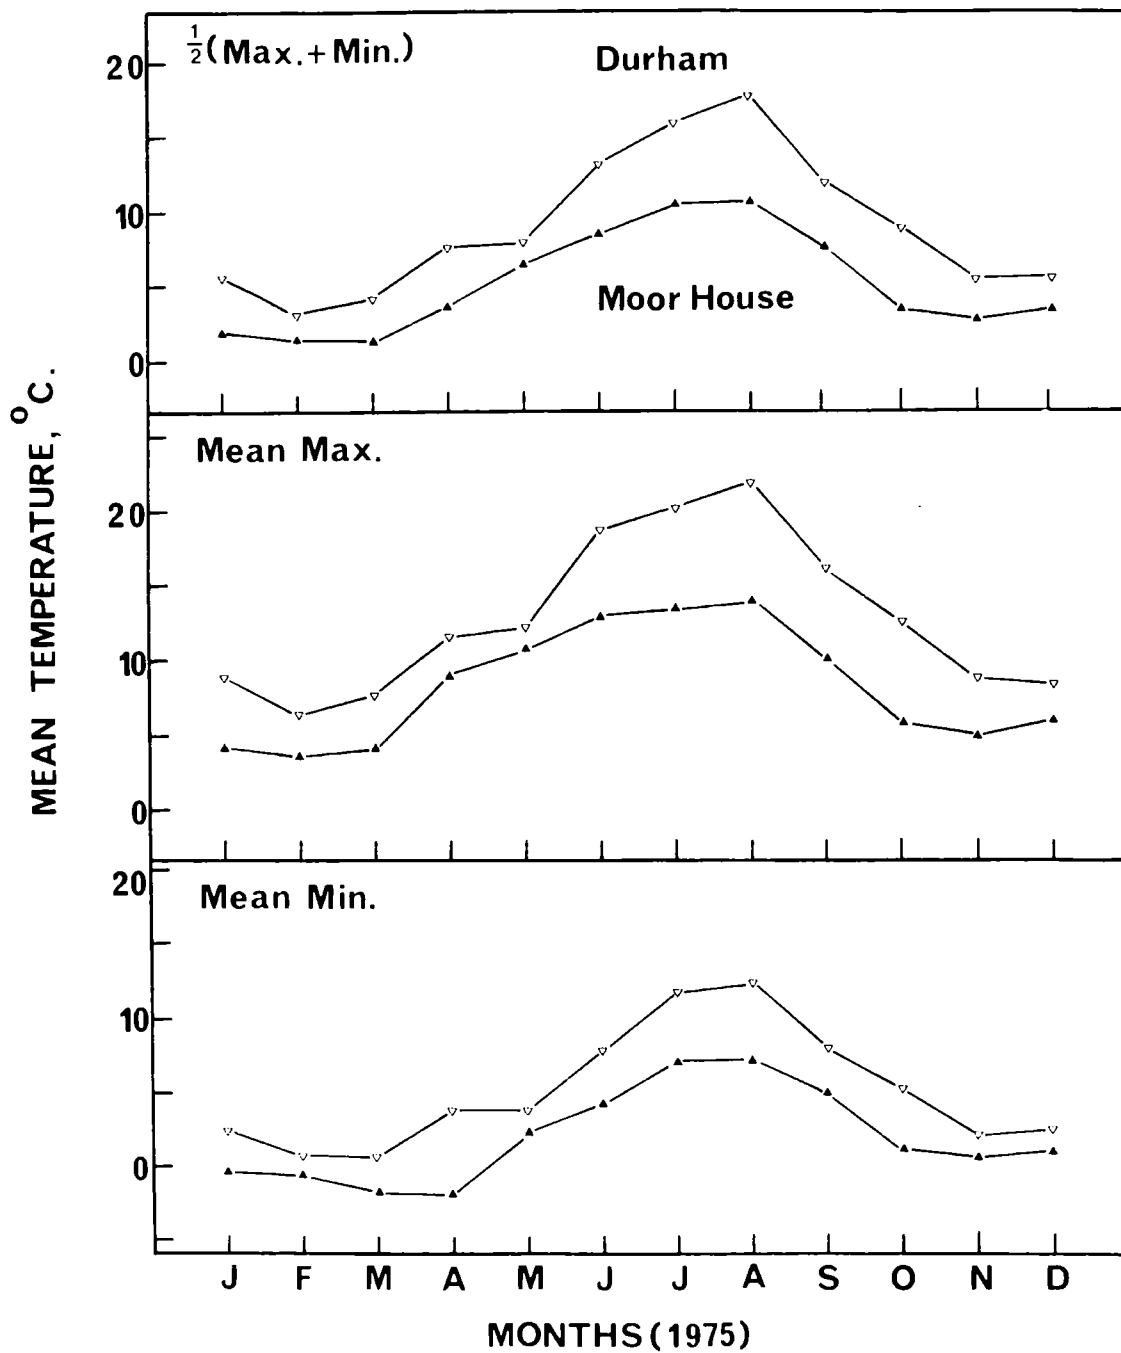 ½(Max.+Min.)
Durham
20
10
Moor House
0
MEAN TEMPERATURE, °C.
Mean Max.
20
10
0
20
Mean Min.
10
0
J F M A M J J A S O N D
MONTHS (1975)